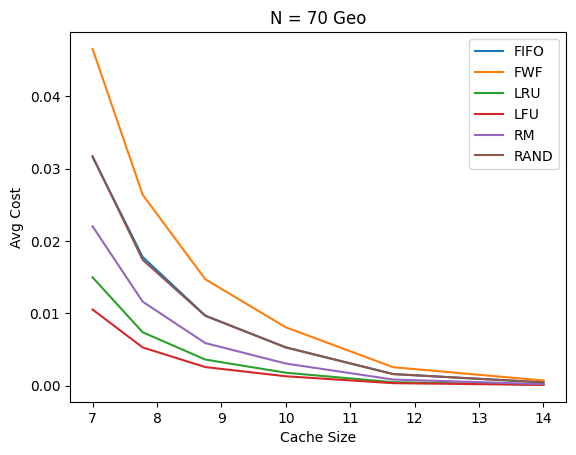 N = 70 Geo
FIFO
FWF
LRU
LFU
RM
RAND
Avg Cost
0.04
0.03
0.02
0.01
0.00
7 8 9 10 11 12 13 14
Cache Size